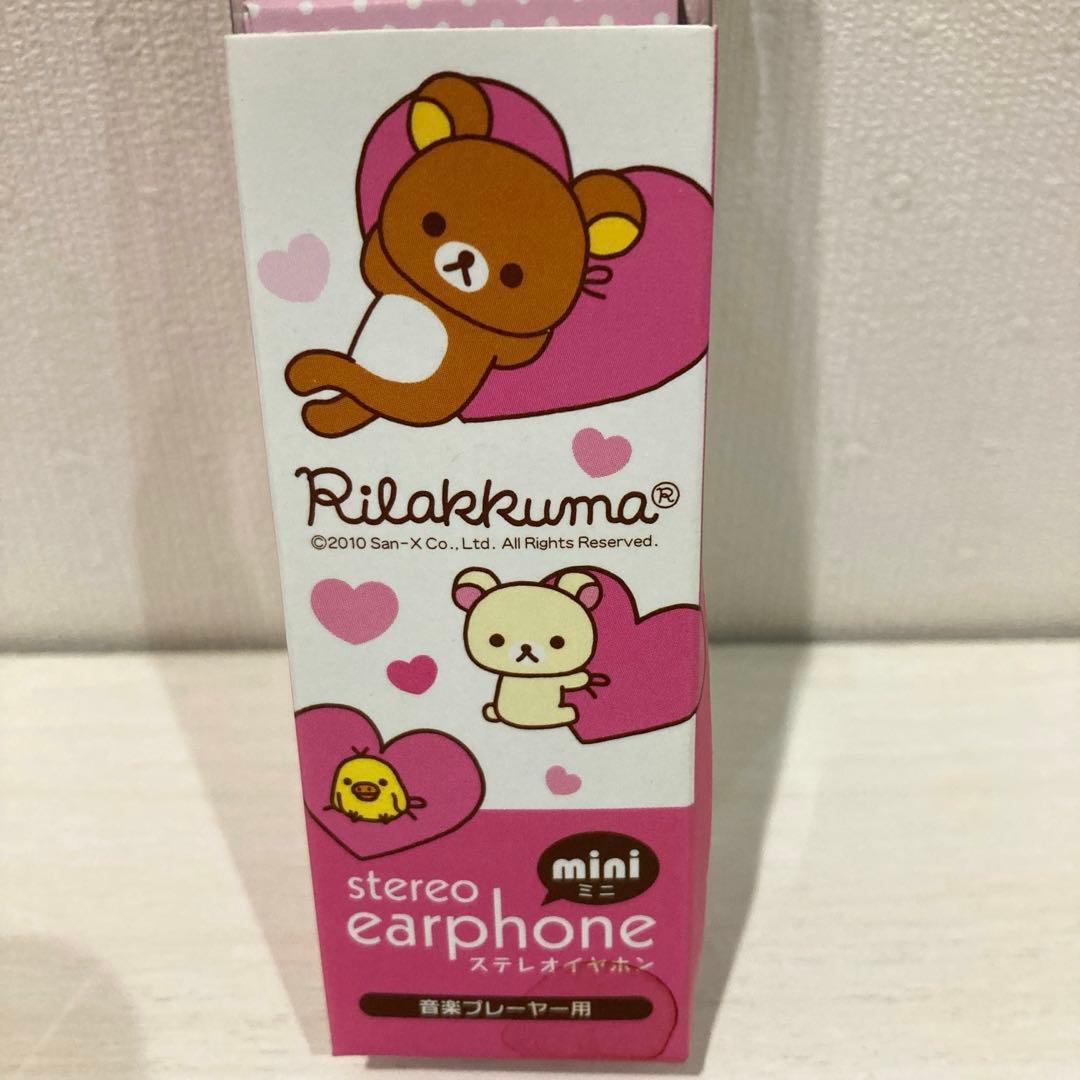 Rilakkuma®
©2010 San-X Co., Ltd. All Rights Reserved.
mini
ミニ
stereo
earphone
ステレオイヤホン
音楽プレーヤー用